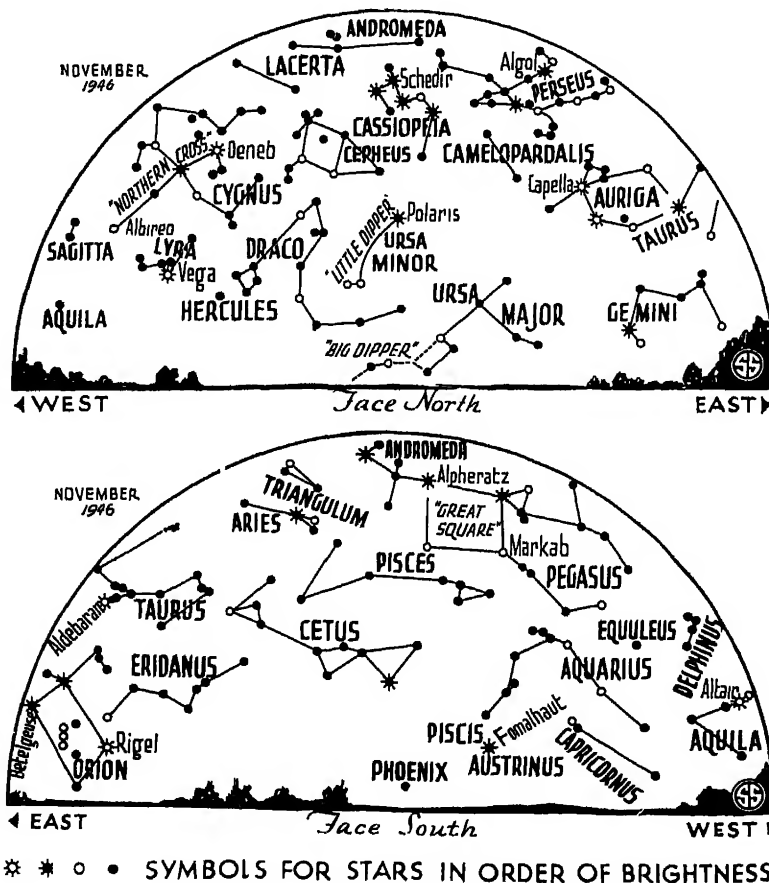 ANDROMEDA
NOVEMBER
1946
LACERTA
Schedir
Algol
PERSEUS
CASSIOPEIA
"NORTHERN CROSS"
Deneb
CEPHEUS
CAMELOPARDALIS
Capella
AURIGA
CYGNUS
TAURUS
Albireo
SAGITTA
LYRA
Vega
DRACO
"LITTLE DIPPER"
Polaris
URSA
MINOR
HERCULES
AQUILA
URSA
MAJOR
GEMINI
"BIG DIPPER"
SS
WEST
Face North
EAST
ANDROMEDA
Alpheratz
NOVEMBER
1946
TRIANGULUM
ARIES
"GREAT
SQUARE"
Markab
PISCES
PEGASUS
Aldebaran
TAURUS
CETUS
EQUULEUS
DELPHINUS
ERIDANUS
AQUARIUS
Altair
Betelgeuse
Rigel
ORION
PISCIS
Fomalhaut
AUSTRINUS
CAPRICORNUS
AQUILA
PHOENIX
SS
EAST
Face South
WEST
SYMBOLS FOR STARS IN ORDER OF BRIGHTNESS